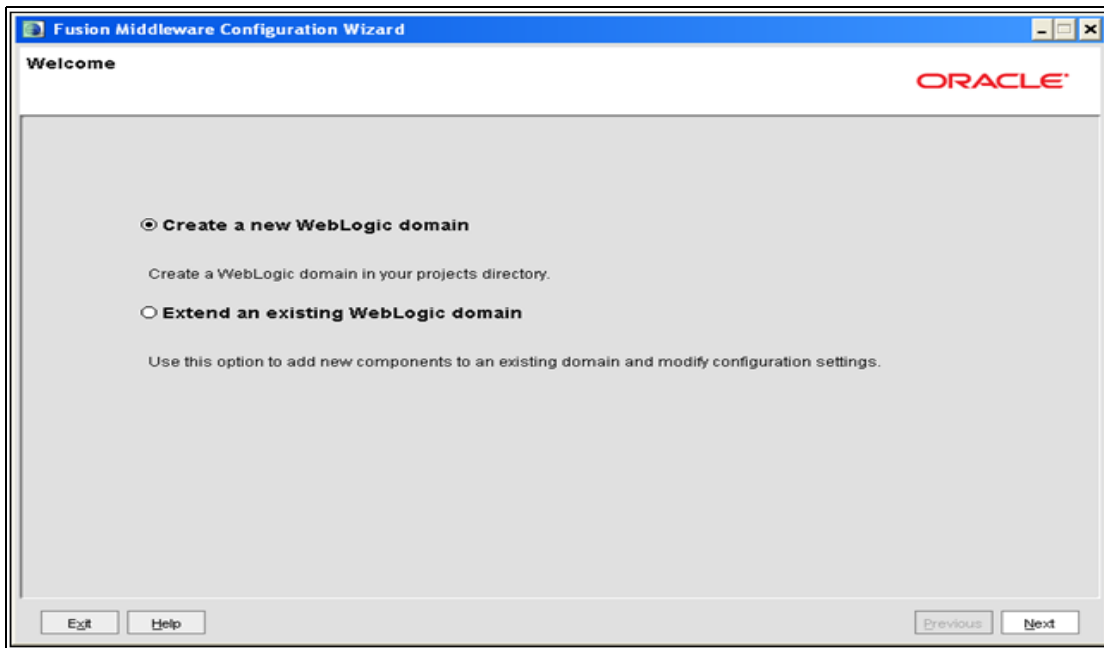 Fusion Middleware Configuration Wizard
Welcome
ORACLE
Create a new WebLogic domain
Create a WebLogic domain in your projects directory.
Extend an existing WebLogic domain
Use this option to add new components to an existing domain and modify configuration settings.
Exit Help Previous Next